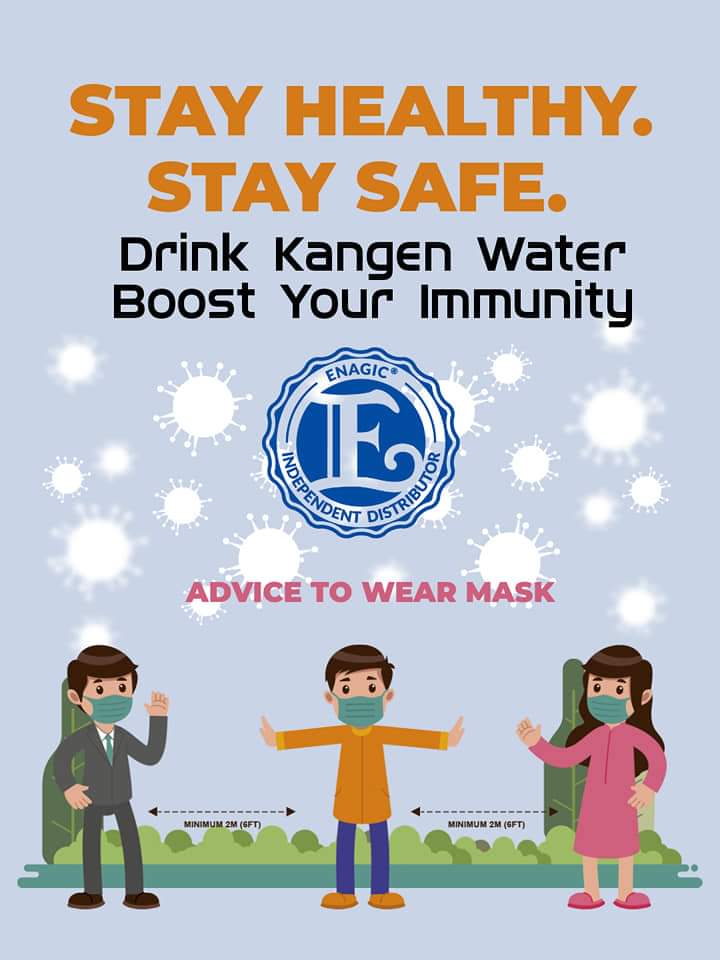 STAY HEALTHY.
STAY SAFE.
Drink Kangen Water
Boost Your Immunity
ENAGIC®
E
INDEPENDENT DISTRIBUTOR
ADVICE TO WEAR MASK
MINIMUM 2M (6FT)
MINIMUM 2M (6FT)